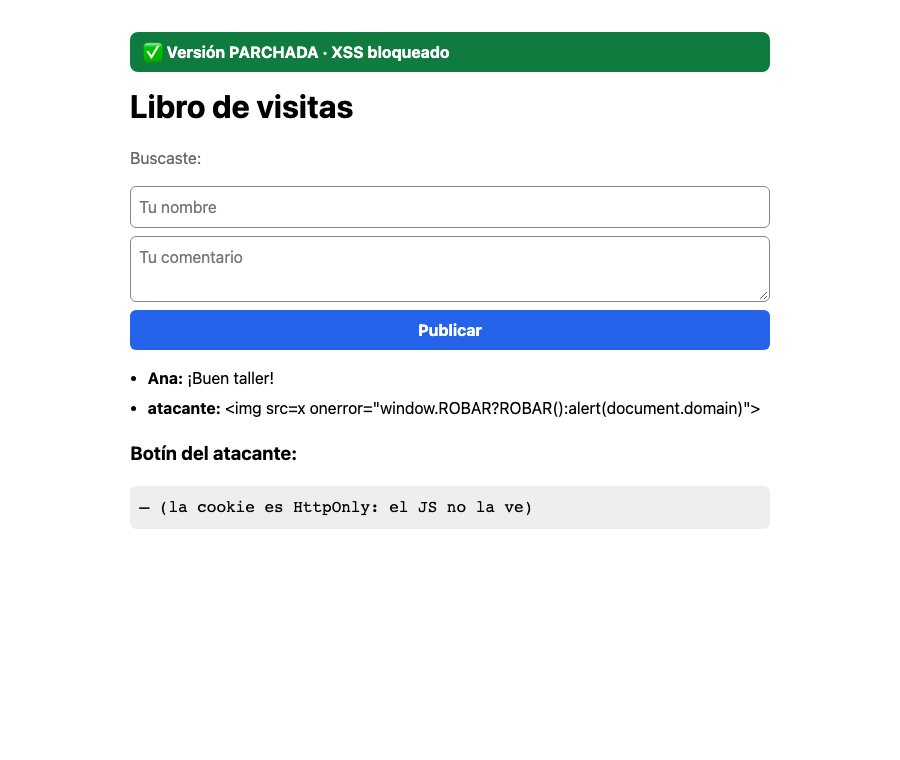 ✅ Versión PARCHADA · XSS bloqueado
Libro de visitas
Buscaste:
Tu nombre
Tu comentario
Publicar
• Ana: ¡Buen taller!
• atacante: <img src=x onerror="window.ROBAR?ROBAR():alert(document.domain)">
Botín del atacante:
— (la cookie es HttpOnly: el JS no la ve)